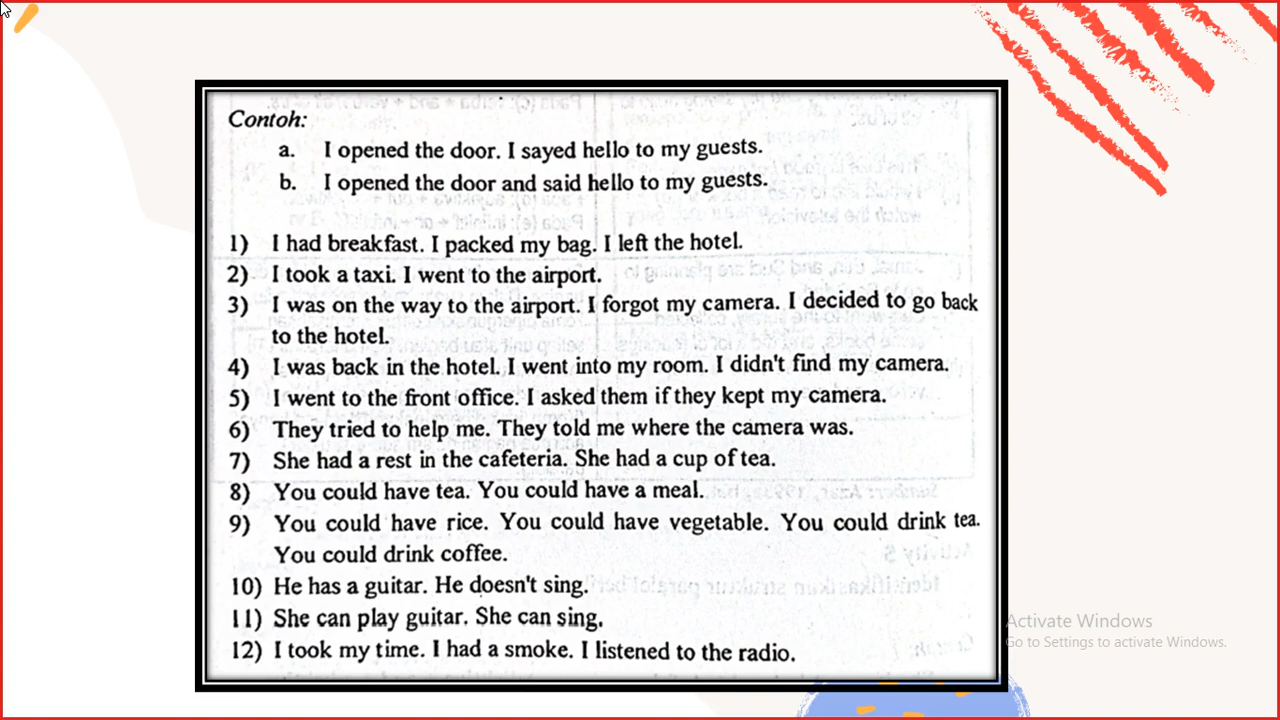 Contoh:
a. I opened the door. I sayed hello to my guests.
b. I opened the door and said hello to my guests.
1) I had breakfast. I packed my bag. I left the hotel.
2) I took a taxi. I went to the airport.
3) I was on the way to the airport. I forgot my camera. I decided to go back
to the hotel.
4) I was back in the hotel. I went into my room. I didn't find my camera.
5) I went to the front office. I asked them if they kept my camera.
6) They tried to help me. They told me where the camera was.
7) She had a rest in the cafeteria. She had a cup of tea.
8) You could have tea. You could have a meal.
9) You could have rice. You could have vegetable. You could drink tea.
You could drink coffee.
10) He has a guitar. He doesn't sing.
11) She can play guitar. She can sing.
12) I took my time. I had a smoke. I listened to the radio.
Activate Windows
Go to Settings to activate Windows.